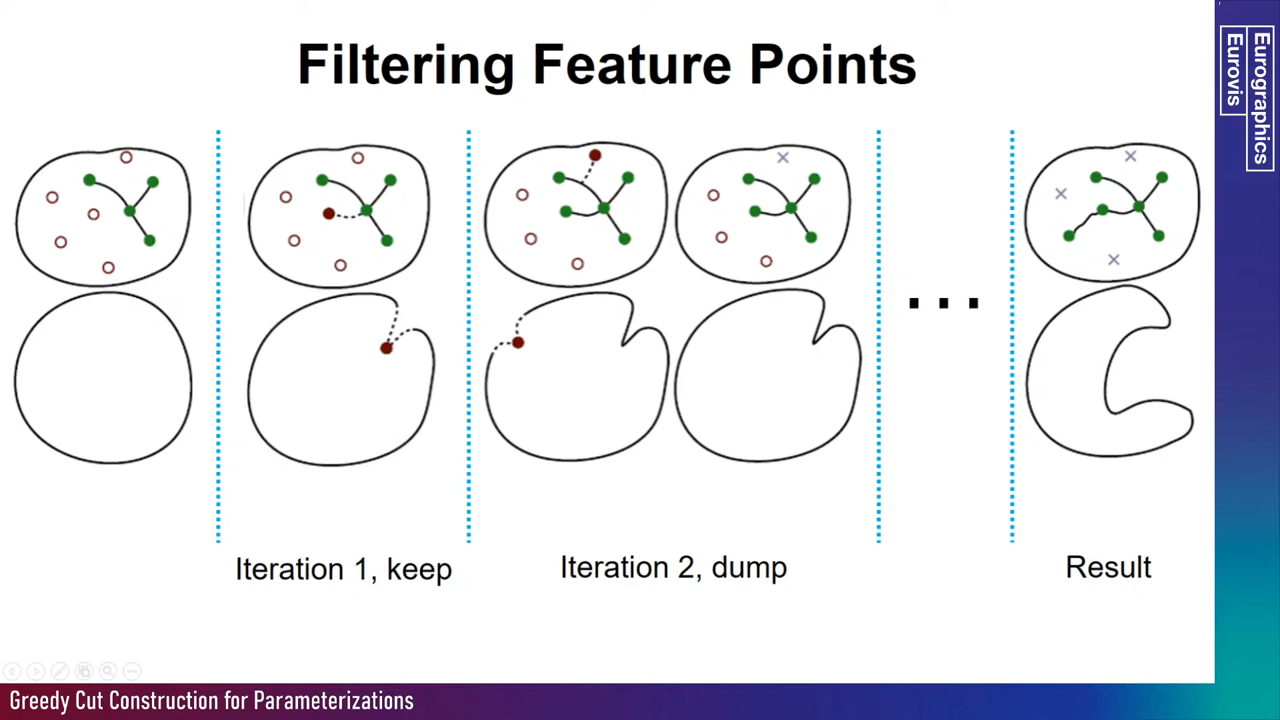 Filtering Feature Points
Eurographics
Eurovis
...
Iteration 1, keep
Iteration 2, dump
Result
Greedy Cut Construction for Parameterizations